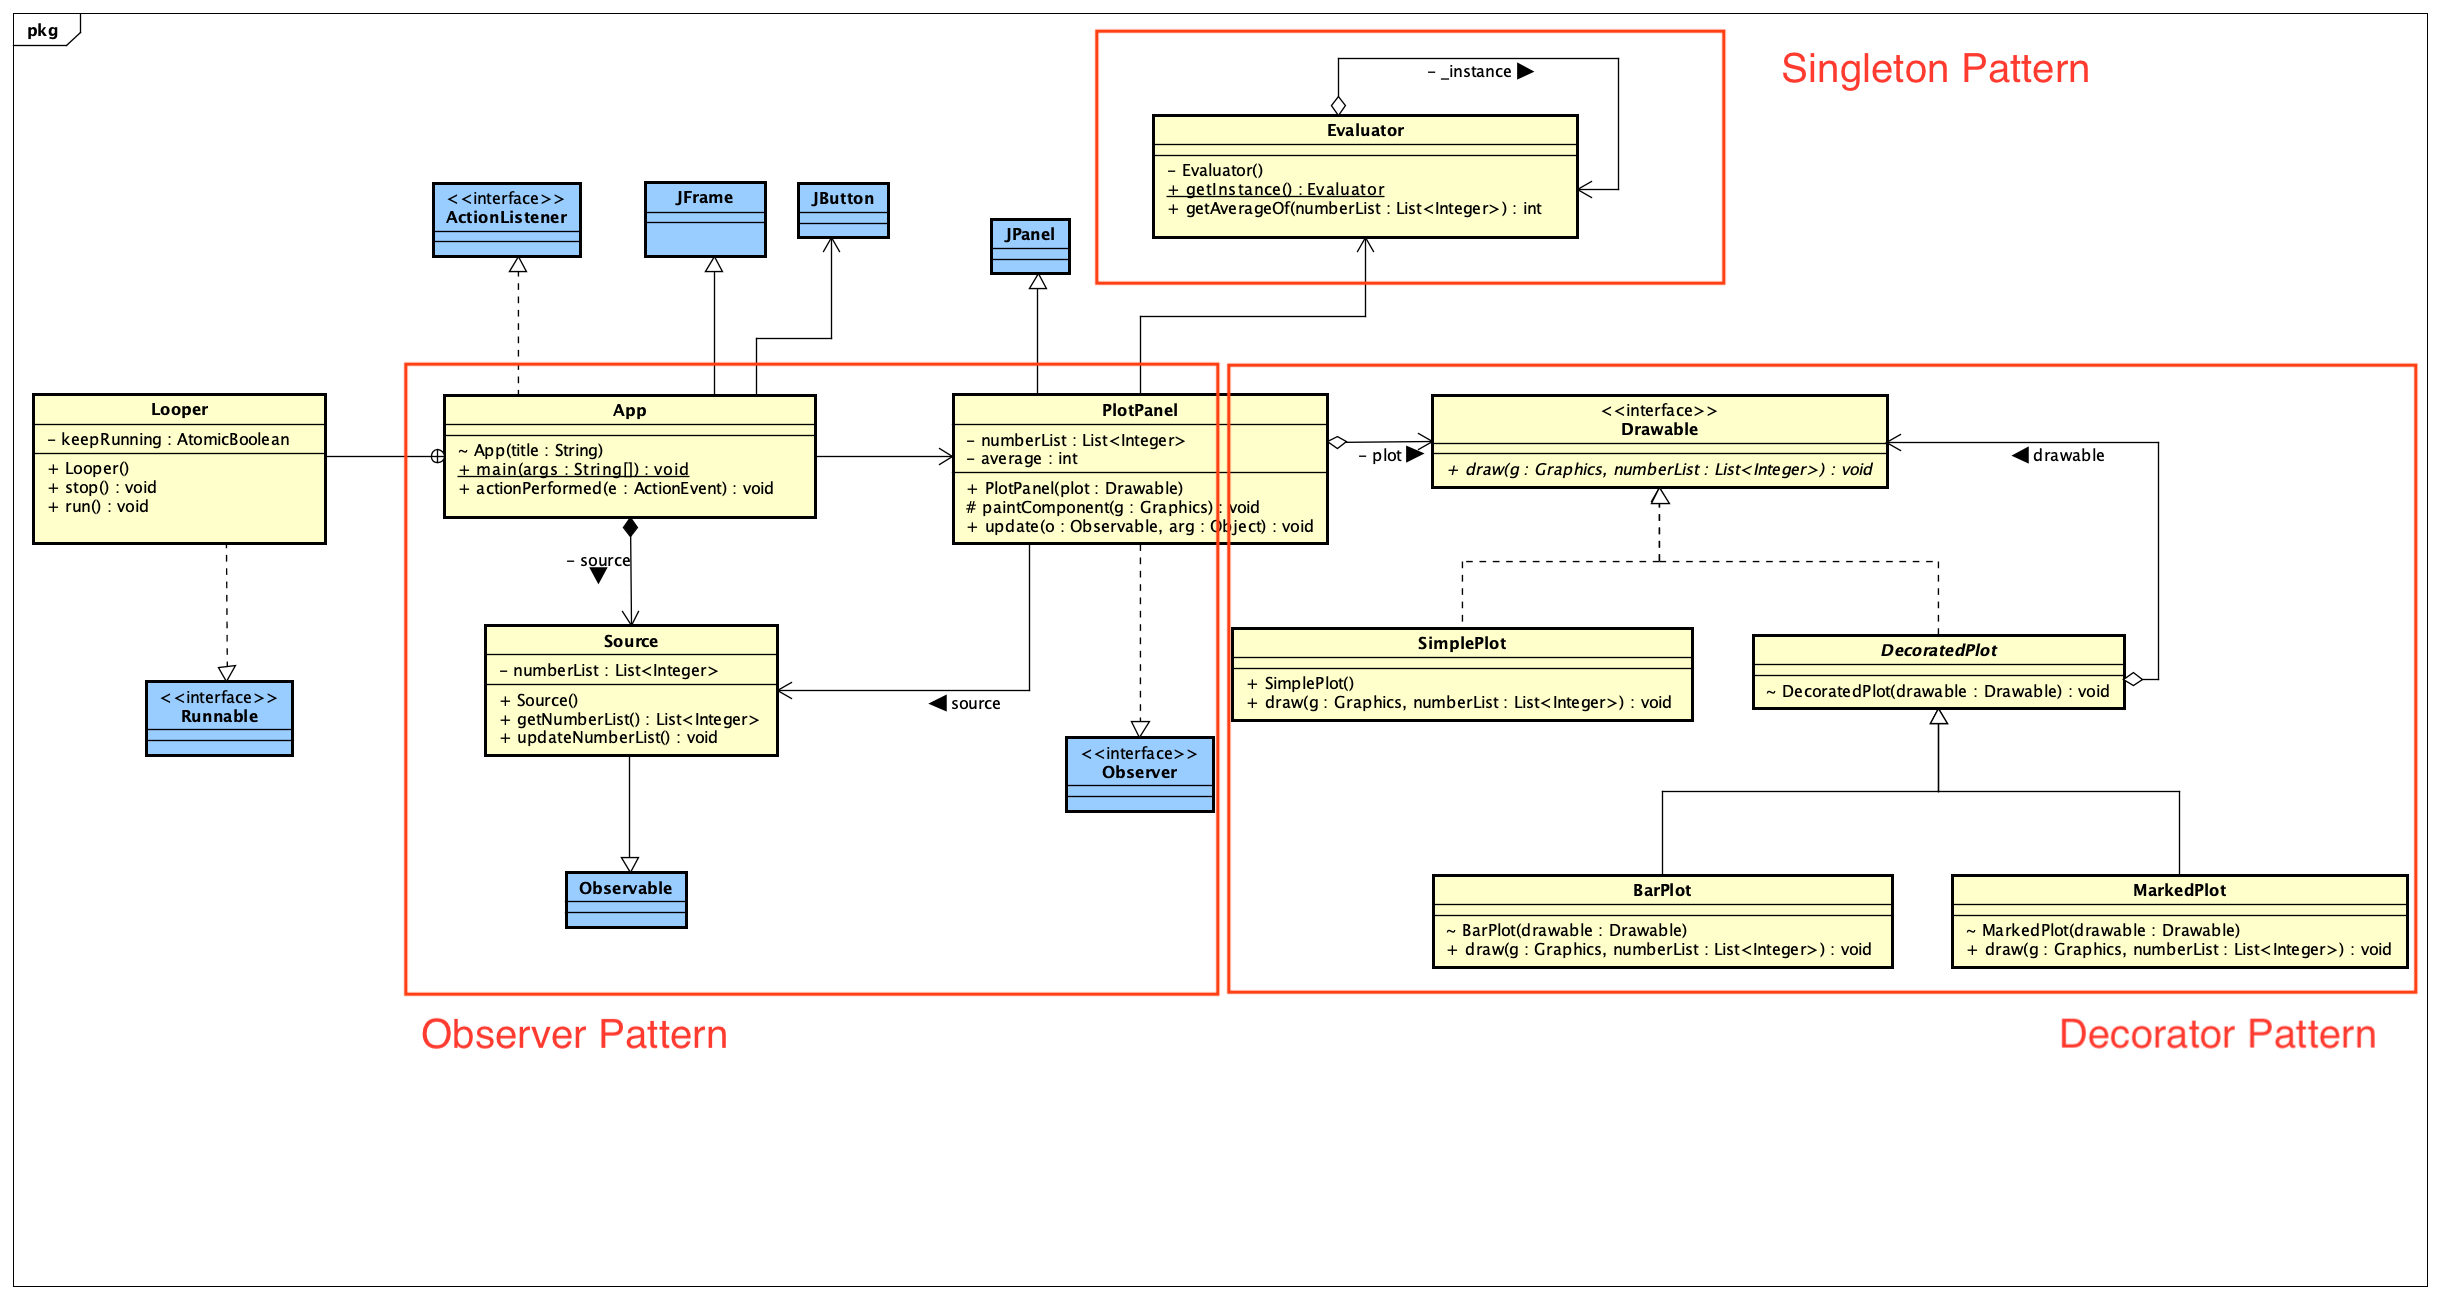 pkg
Singleton Pattern
- _instance
Evaluator
- Evaluator()
+ getInstance() : Evaluator
+ getAverageOf(numberList : List<Integer>) : int
<<interface>>
ActionListener
JFrame
JButton
JPanel
Looper
- keepRunning : AtomicBoolean
+ Looper()
+ stop() : void
+ run() : void
App
~ App(title : String)
+ main(args : String[]) : void
+ actionPerformed(e : ActionEvent) : void
PlotPanel
- numberList : List<Integer>
- average : int
+ PlotPanel(plot : Drawable)
# paintComponent(g : Graphics) : void
+ update(o : Observable, arg : Object) : void
- plot
<<interface>>
Drawable
+ draw(g : Graphics, numberList : List<Integer>) : void
drawable
- source
Source
- numberList : List<Integer>
+ Source()
+ getNumberList() : List<Integer>
+ updateNumberList() : void
source
<<interface>>
Runnable
<<interface>>
Observer
SimplePlot
+ SimplePlot()
+ draw(g : Graphics, numberList : List<Integer>) : void
DecoratedPlot
~ DecoratedPlot(drawable : Drawable) : void
Observable
BarPlot
~ BarPlot(drawable : Drawable)
+ draw(g : Graphics, numberList : List<Integer>) : void
MarkedPlot
~ MarkedPlot(drawable : Drawable)
+ draw(g : Graphics, numberList : List<Integer>) : void
Observer Pattern
Decorator Pattern